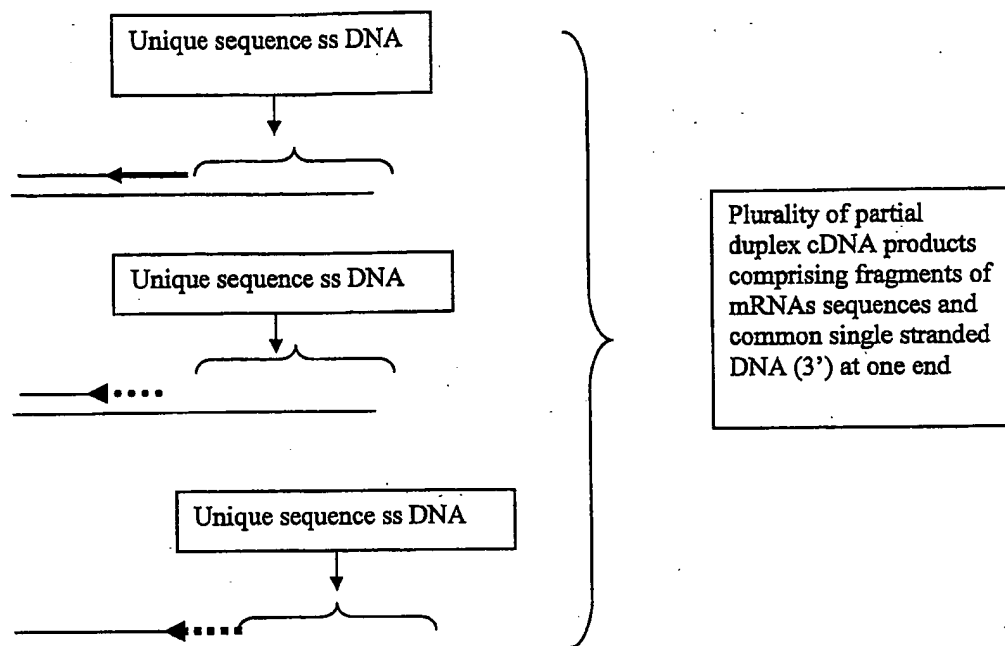 Unique sequence ss DNA
Unique sequence ss DNA
Unique sequence ss DNA
Plurality of partial
duplex cDNA products
comprising fragments of
mRNAs sequences and
common single stranded
DNA (3') at one end